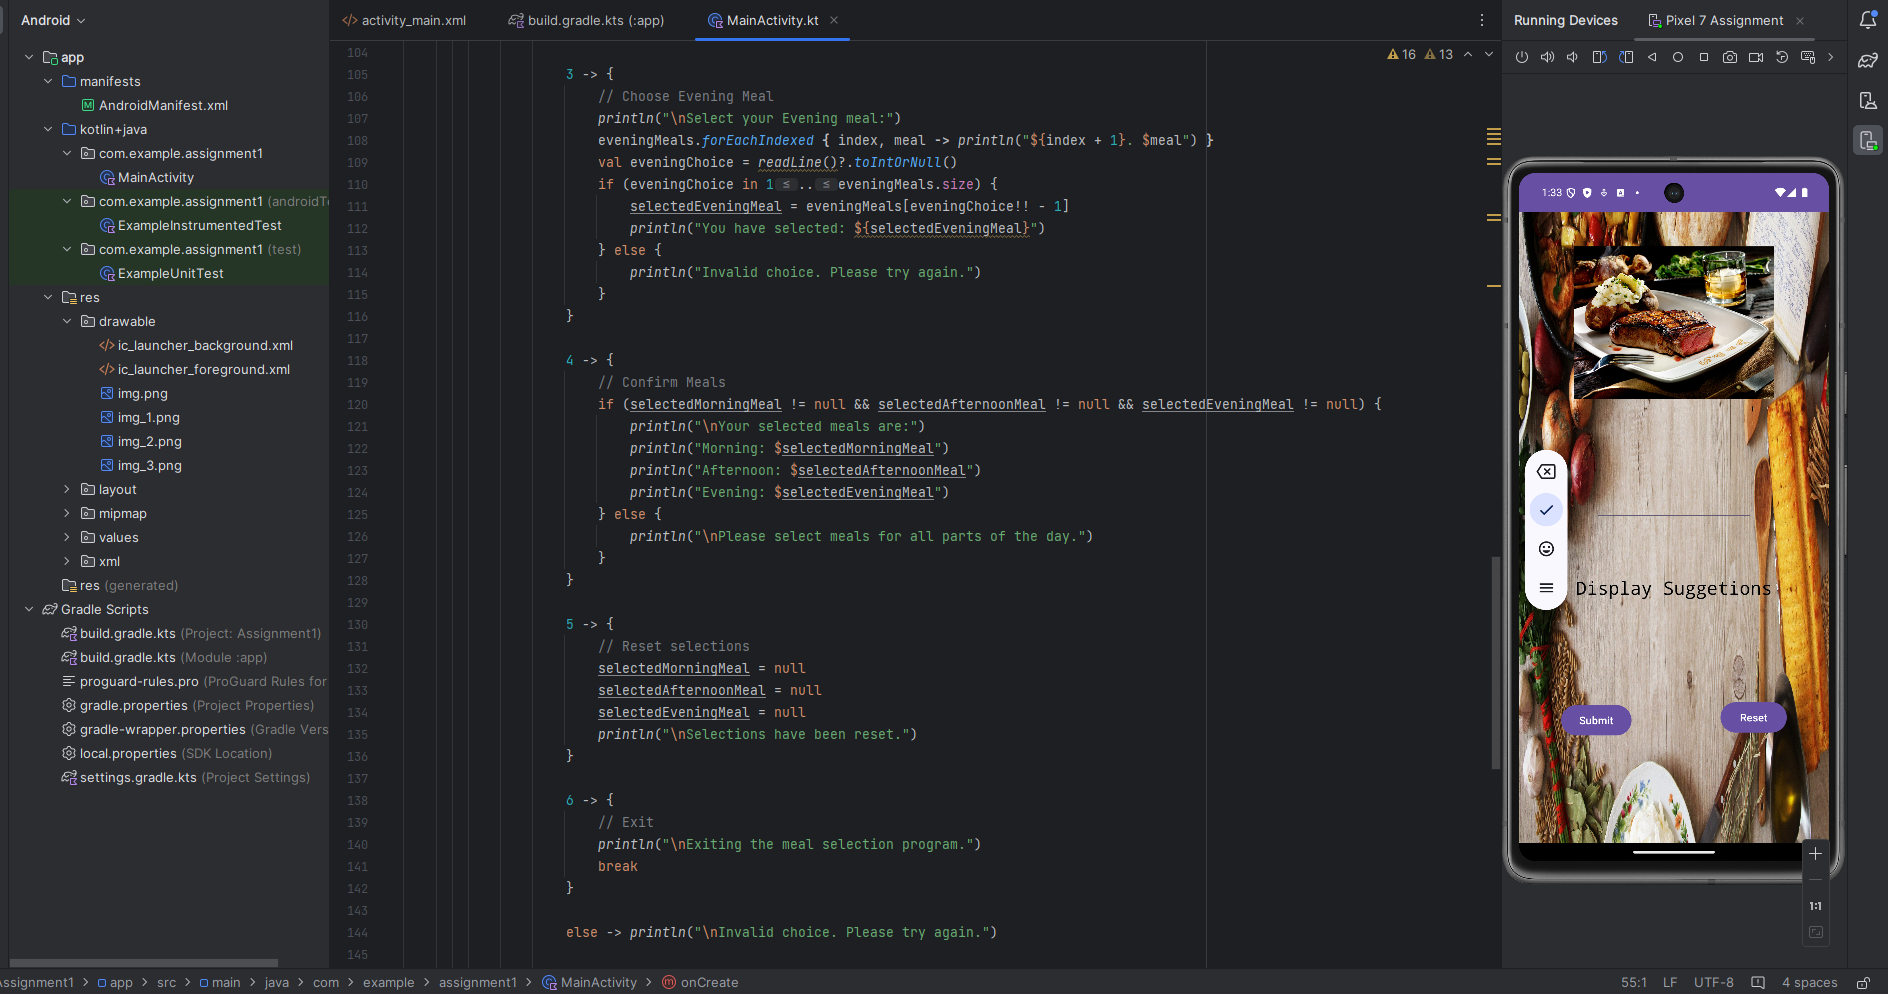 Android
activity_main.xml
build.gradle.kts (:app)
MainActivity.kt
Running Devices
Pixel 7 Assignment
app
manifests
AndroidManifest.xml
kotlin+java
com.example.assignment1
MainActivity
com.example.assignment1 (androidTe
ExampleInstrumentedTest
com.example.assignment1 (test)
ExampleUnitTest
res
drawable
ic_launcher_background.xml
ic_launcher_foreground.xml
img.png
img_1.png
img_2.png
img_3.png
layout
mipmap
values
xml
res (generated)
Gradle Scripts
build.gradle.kts (Project: Assignment1)
build.gradle.kts (Module :app)
proguard-rules.pro (ProGuard Rules for
gradle.properties (Project Properties)
gradle-wrapper.properties (Gradle Vers
local.properties (SDK Location)
settings.gradle.kts (Project Settings)
16 13
104
105 3 -> {
106 // Choose Evening Meal
107 println("\nSelect your Evening meal:")
108 eveningMeals.forEachIndexed { index, meal -> println("${index + 1}. $meal") }
109 val eveningChoice = readLine()?.toIntOrNull()
110 if (eveningChoice in 1 ≤ .. ≤ eveningMeals.size) {
111 selectedEveningMeal = eveningMeals[eveningChoice!! - 1]
112 println("You have selected: ${selectedEveningMeal}")
113 } else {
114 println("Invalid choice. Please try again.")
115 }
116 }
117
118 4 -> {
119 // Confirm Meals
120 if (selectedMorningMeal != null && selectedAfternoonMeal != null && selectedEveningMeal != null) {
121 println("\nYour selected meals are:")
122 println("Morning: $selectedMorningMeal")
123 println("Afternoon: $selectedAfternoonMeal")
124 println("Evening: $selectedEveningMeal")
125 } else {
126 println("\nPlease select meals for all parts of the day.")
127 }
128 }
129
130 5 -> {
131 // Reset selections
132 selectedMorningMeal = null
133 selectedAfternoonMeal = null
134 selectedEveningMeal = null
135 println("\nSelections have been reset.")
136 }
137
138 6 -> {
139 // Exit
140 println("\nExiting the meal selection program.")
141 break
142 }
143
144 else -> println("\nInvalid choice. Please try again.")
145
1:33
Display Suggetions
Submit
Reset
1:1
ssignment1 > app > src > main > java > com > example > assignment1 > MainActivity > onCreate
55:1 LF UTF-8 4 spaces